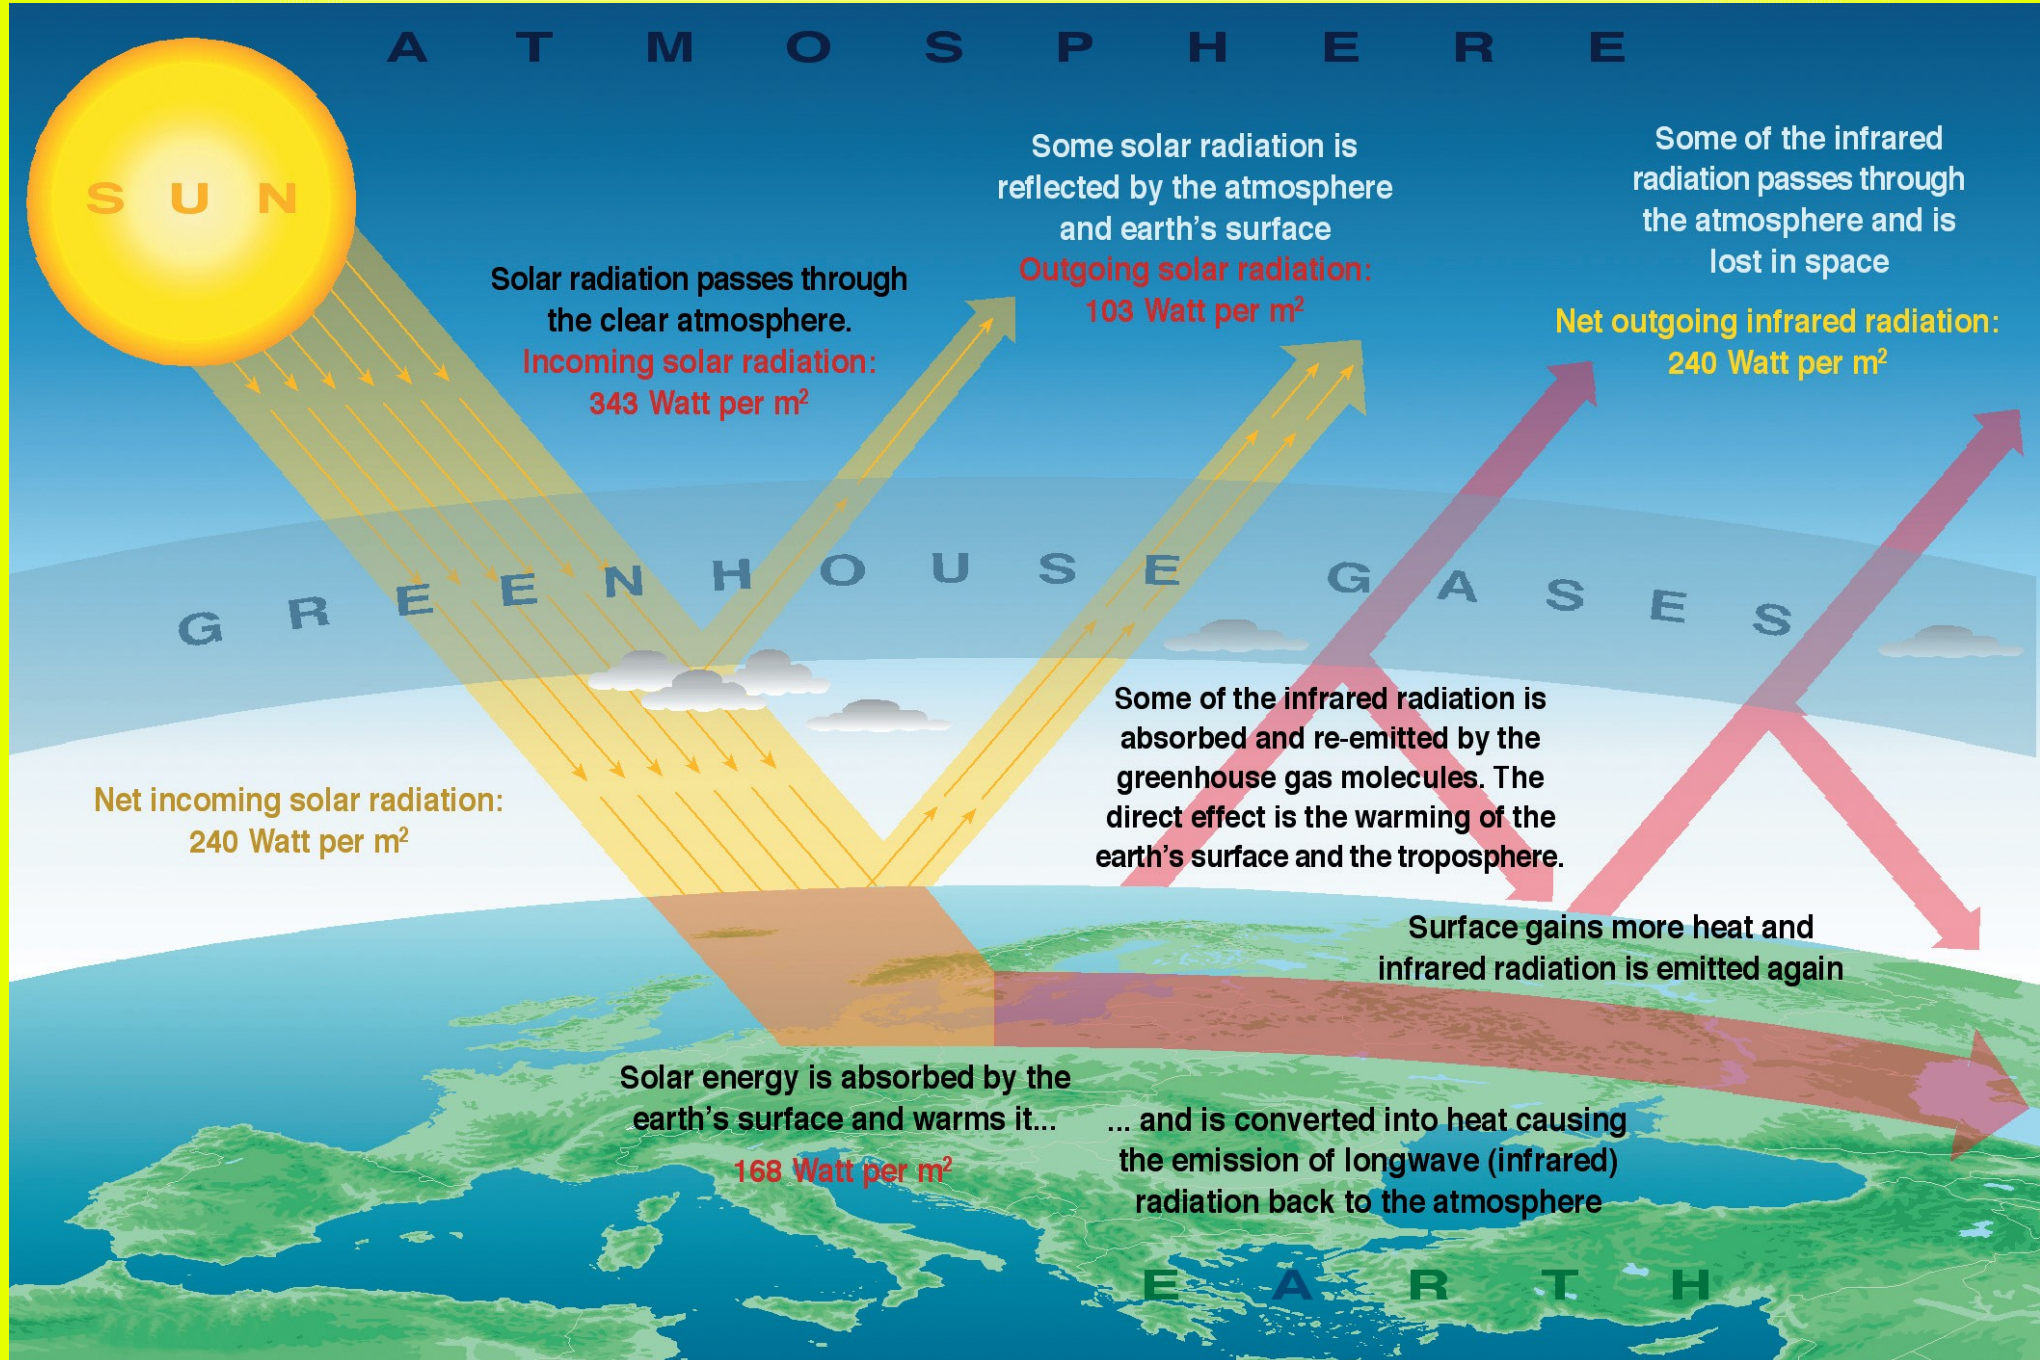 ATMOSPHERE
SUN
Solar radiation passes through
the clear atmosphere.
Incoming solar radiation:
343 Watt per m²
Some solar radiation is
reflected by the atmosphere
and earth's surface
Outgoing solar radiation:
103 Watt per m²
Some of the infrared
radiation passes through
the atmosphere and is
lost in space
Net outgoing infrared radiation:
240 Watt per m²
GREENHOUSE GASES
Net incoming solar radiation:
240 Watt per m²
Some of the infrared radiation is
absorbed and re-emitted by the
greenhouse gas molecules. The
direct effect is the warming of the
earth's surface and the troposphere.
Surface gains more heat and
infrared radiation is emitted again
Solar energy is absorbed by the
earth's surface and warms it...
168 Watt per m²
... and is converted into heat causing
the emission of longwave (infrared)
radiation back to the atmosphere
EARTH